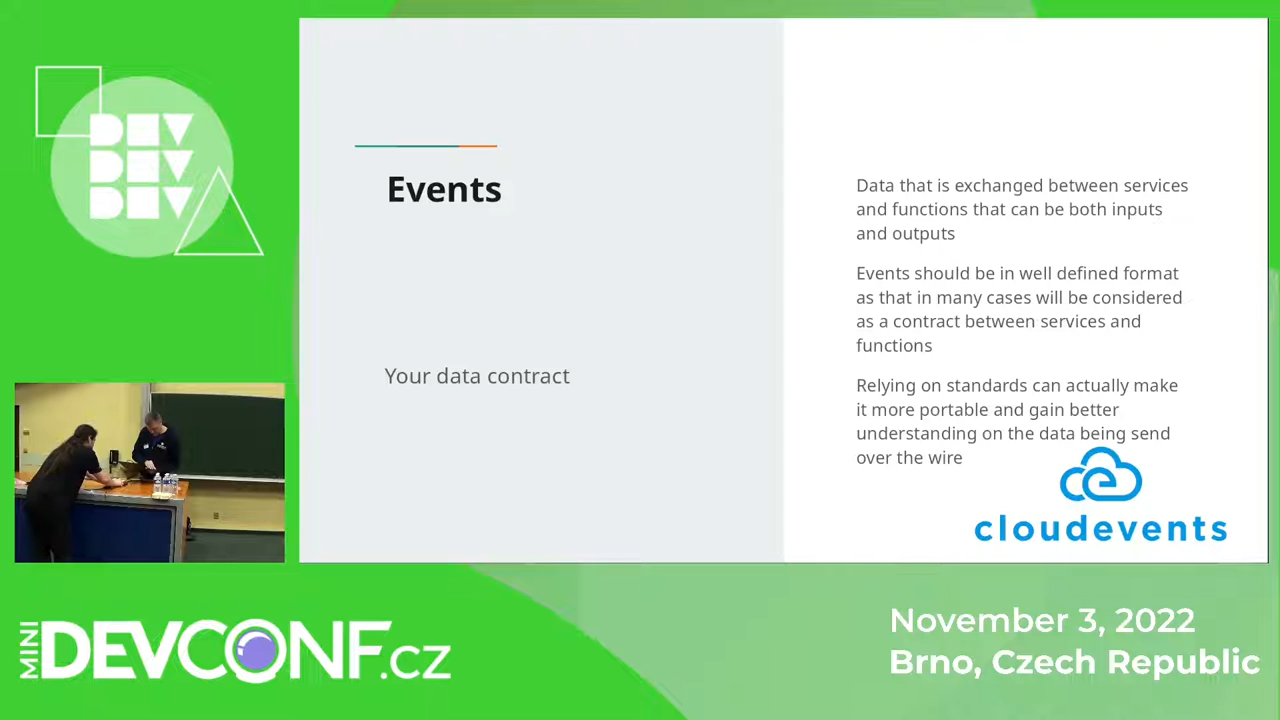 DEV
DEV
DEV
Events
Your data contract
Data that is exchanged between services
and functions that can be both inputs
and outputs
Events should be in well defined format
as that in many cases will be considered
as a contract between services and
functions
Relying on standards can actually make
it more portable and gain better
understanding on the data being send
over the wire
cloudevents
MINI DEVCONF.CZ
November 3, 2022
Brno, Czech Republic